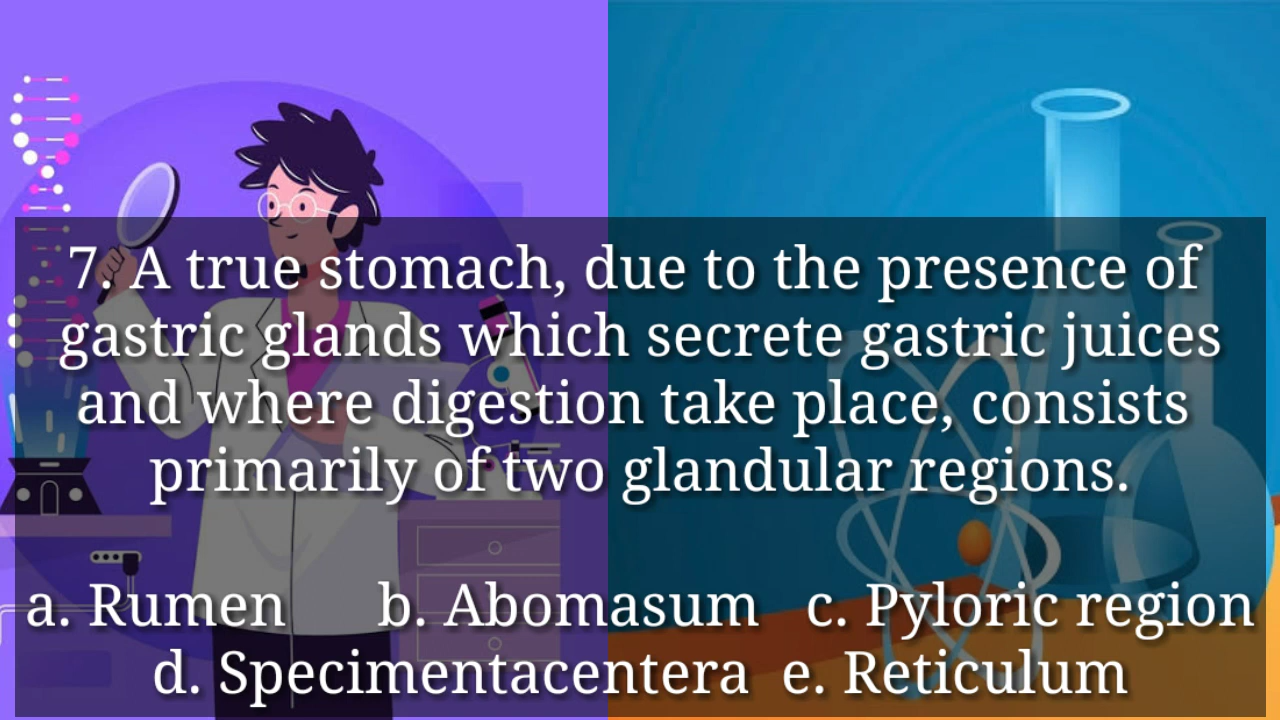 7. A true stomach, due to the presence of
gastric glands which secrete gastric juices
and where digestion take place, consists
primarily of two glandular regions.
a. Rumen b. Abomasum c. Pyloric region
d. Specimentacentera e. Reticulum